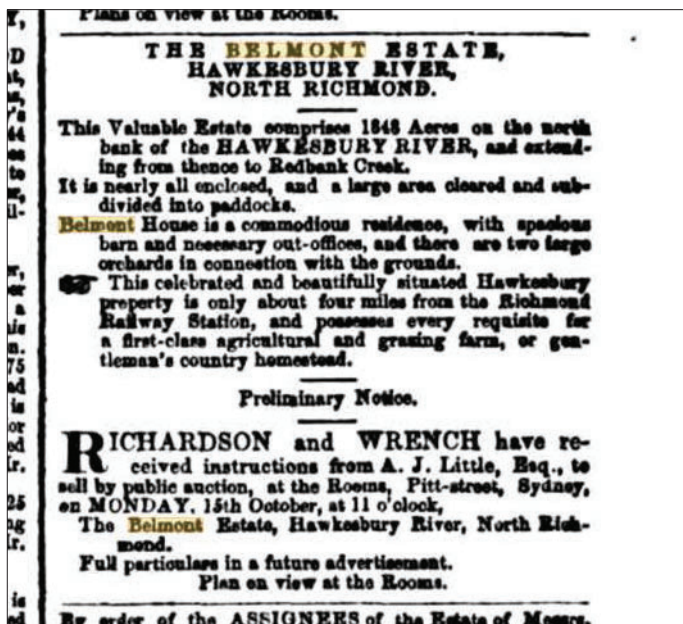 Plans on view at the Rooms.
THE BELMONT ESTATE,
HAWKESBURY RIVER,
NORTH RICHMOND.
This Valuable Estate comprises 1848 Acres on the north
bank of the HAWKESBURY RIVER, and extend-
ing from thence to Redbank Creek.
It is nearly all enclosed, and a large area cleared and sub-
divided into paddocks.
Belmont House is a commodious residence, with spacious
barn and necessary out-offices, and there are two large
orchards in connection with the grounds.
This celebrated and beautifully situated Hawkesbury
property is only about four miles from the Richmond
Railway Station, and possesses every requisite for
a first-class agricultural and grazing farm, or gen-
tleman's country homestead.
Preliminary Notice.
RICHARDSON and WRENCH have re-
ceived instructions from A. J. Little, Esq., to
sell by public auction, at the Rooms, Pitt-street, Sydney,
on MONDAY, 15th October, at 11 o'clock,
The Belmont Estate, Hawkesbury River, North Rich-
mond.
Full particulars in a future advertisement.
Plan on view at the Rooms.
By order of the ASSIGNEES of the Estate of Messrs.